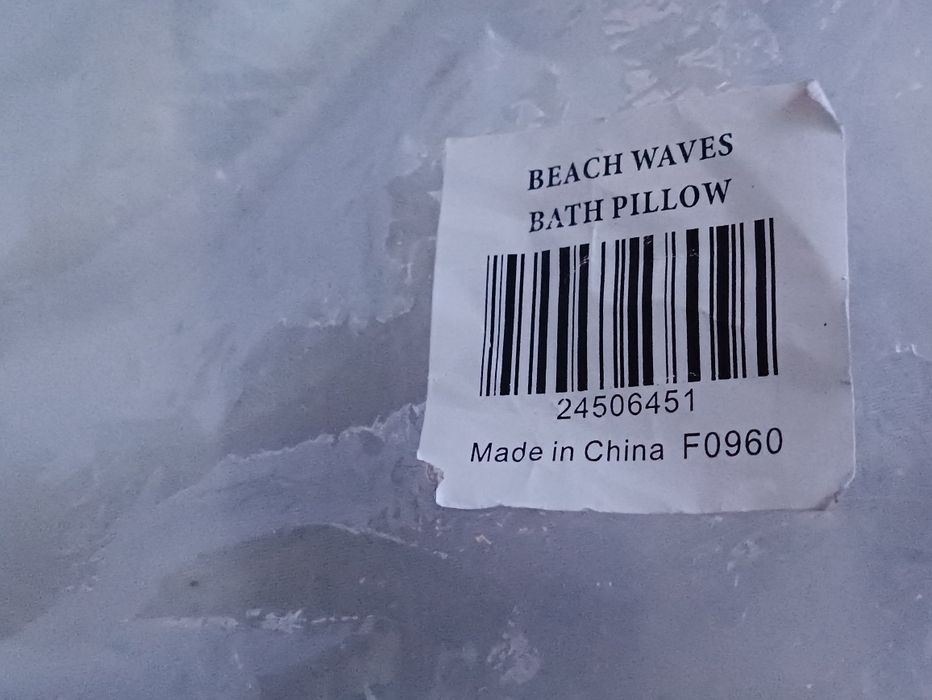 BEACH WAVES
BATH PILLOW
24506451
Made in China F0960